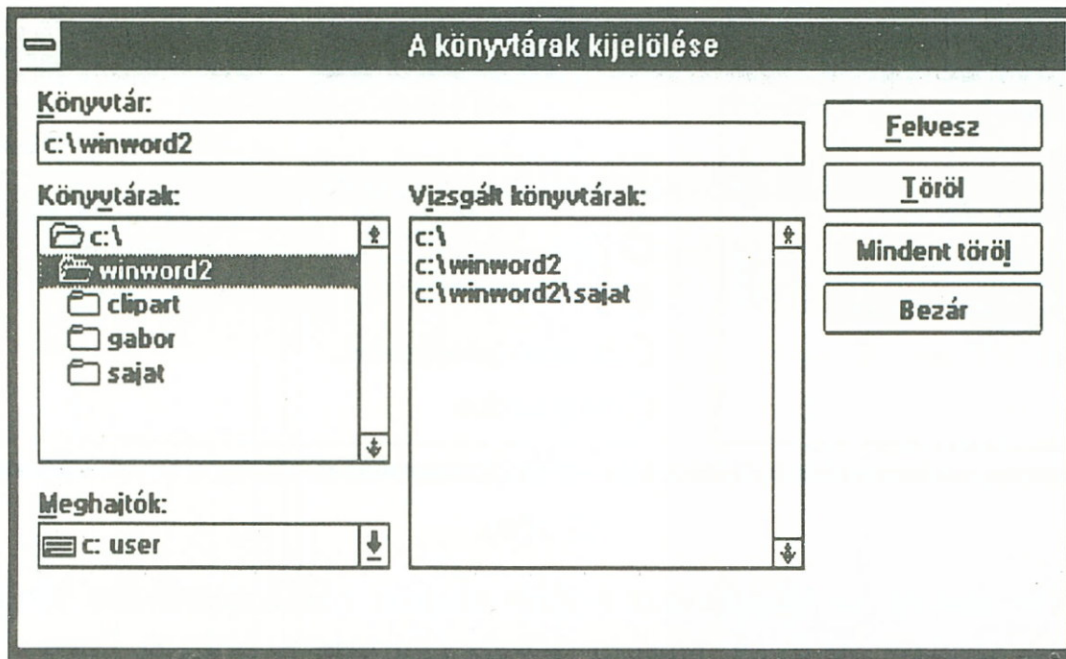 A könyvtárak kijelölése
Könyvtár:
c:\winword2
Könyvtárak:
c:\
winword2
clipart
gabor
sajat
Meghajtók:
c: user
Vizsgált könyvtárak:
c:\
c:\winword2
c:\winword2\sajat
Felvesz
Töröl
Mindent töröl
Bezár